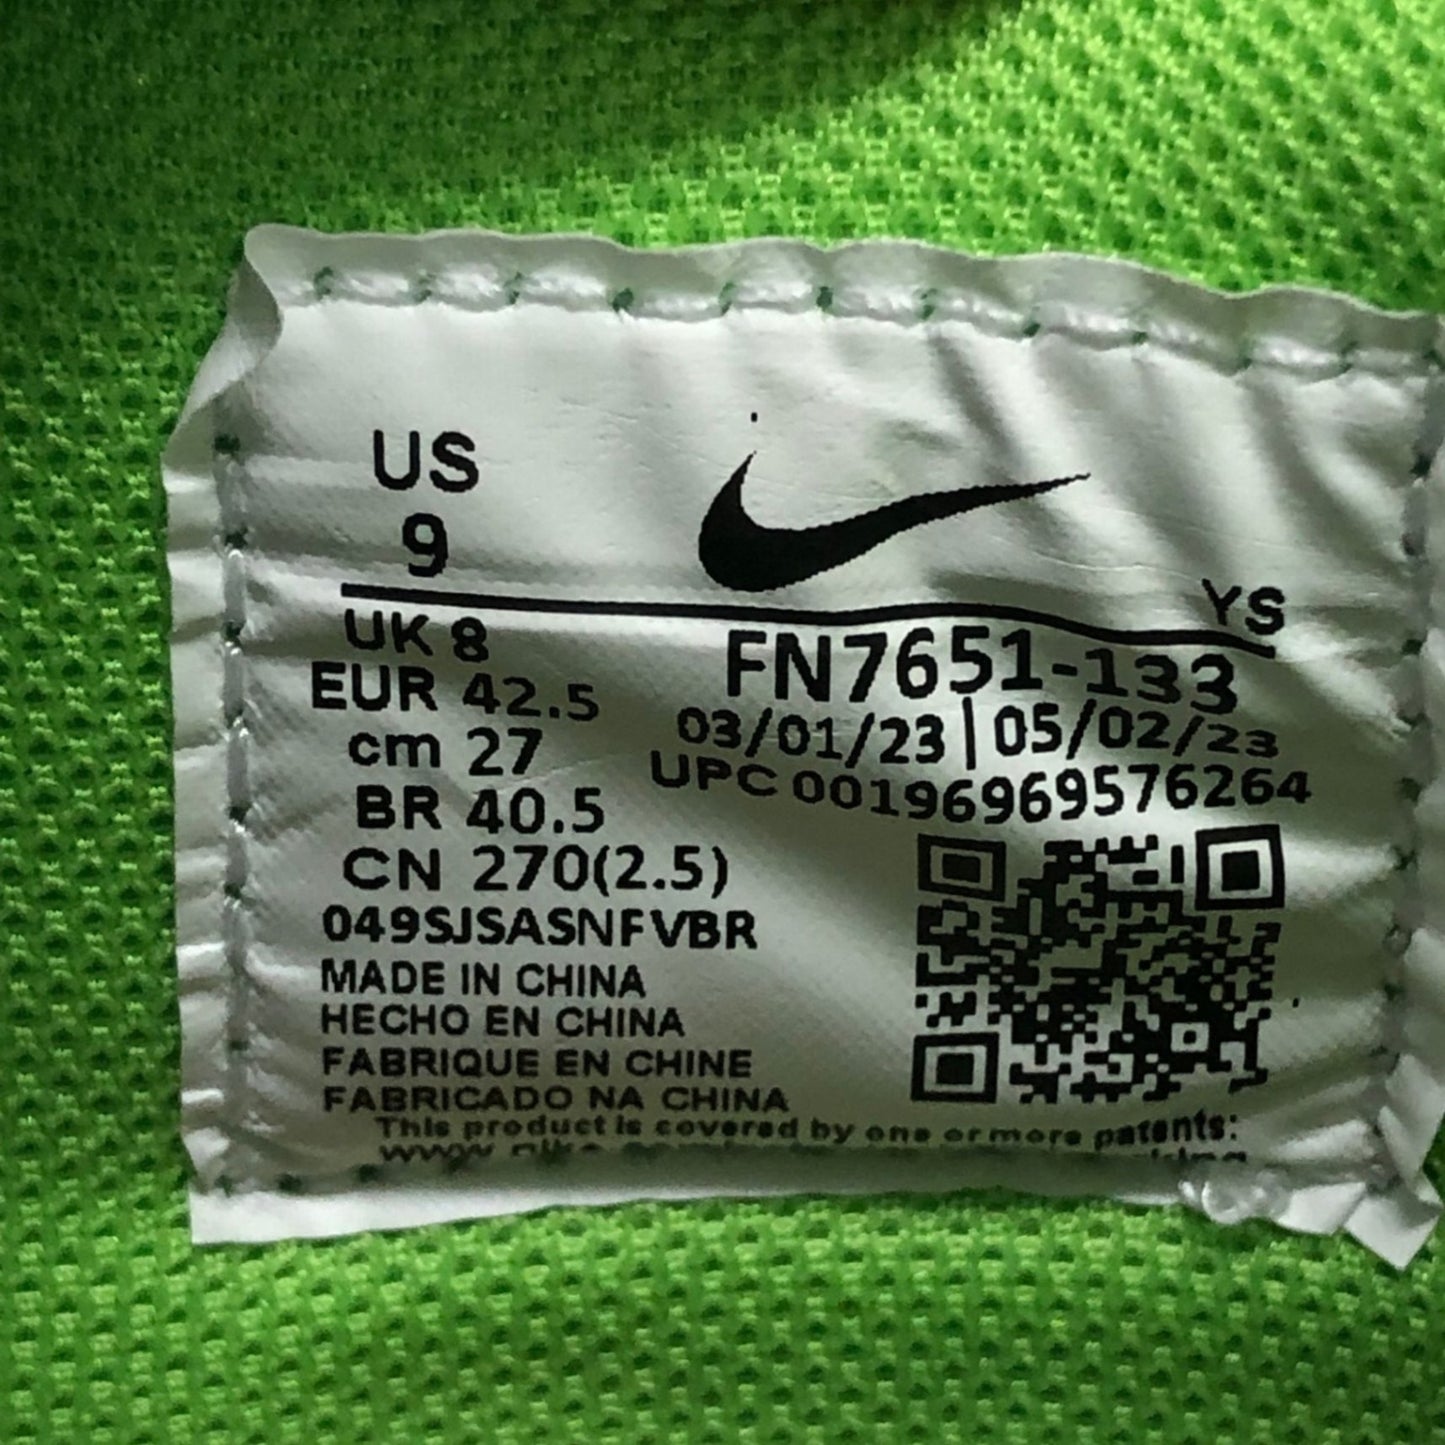 US
9
YS
UK 8
FN7651-133
EUR 42.5
03/01/23 | 05/02/23
cm 27
UPC 00196969576264
BR 40.5
CN 270(2.5)
049SJSASNFVBR
MADE IN CHINA
HECHO EN CHINA
FABRIQUE EN CHINE
FABRICADO NA CHINA
This product is covered by one or more patents: